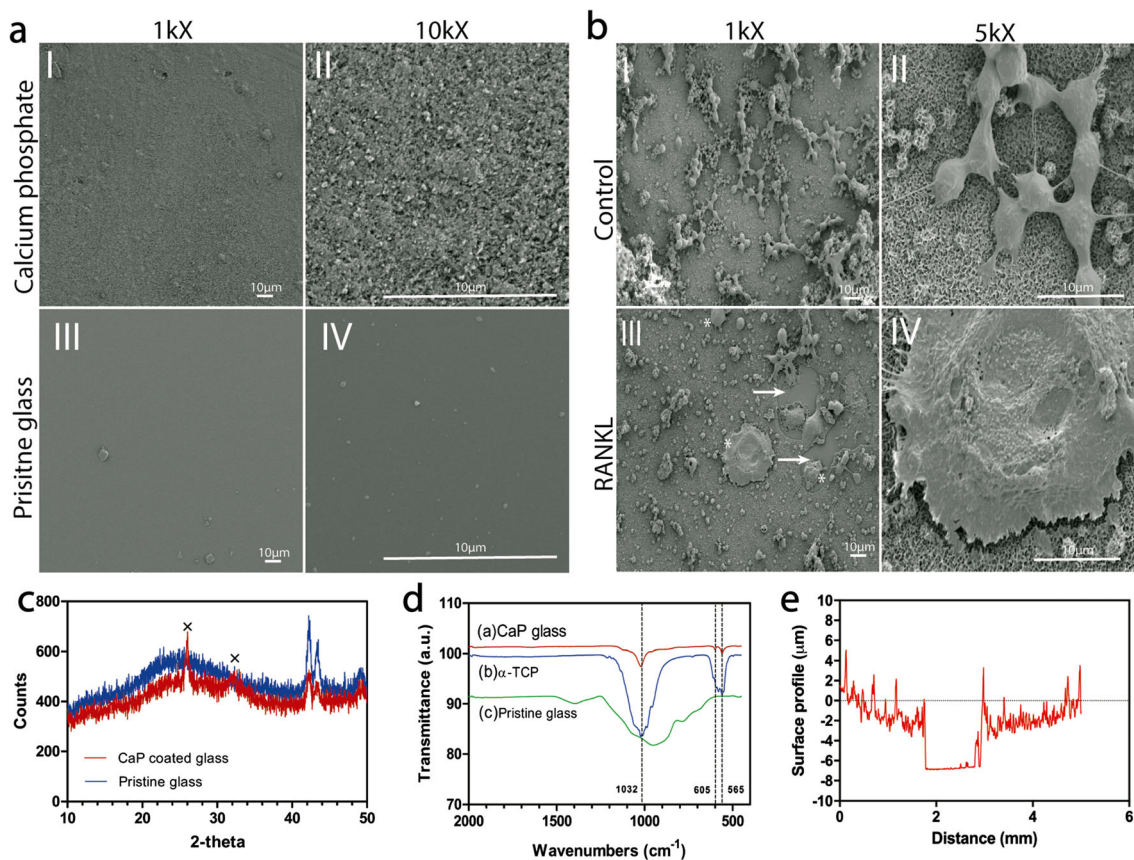 a
1kX
10kX
Calcium phosphate
I
II
10µm
10µm
Prisitne glass
III
IV
10µm
10µm
b
1kX
5kX
Control
I
II
10µm
10µm
RANKL
III
IV
*
*
*
10µm
10µm
c
800
600
400
200
0
Counts
×
×
CaP coated glass
Pristine glass
10
20
30
40
50
2-theta
d
110
100
90
80
70
Transmittance (a.u.)
(a)CaP glass
(b)α-TCP
(c)Pristine glass
1032
605
565
2000
1500
1000
500
Wavenumbers (cm-1)
e
10
8
6
4
2
0
-2
-4
-6
-8
-10
Surface profile (µm)
0
2
4
6
Distance (mm)